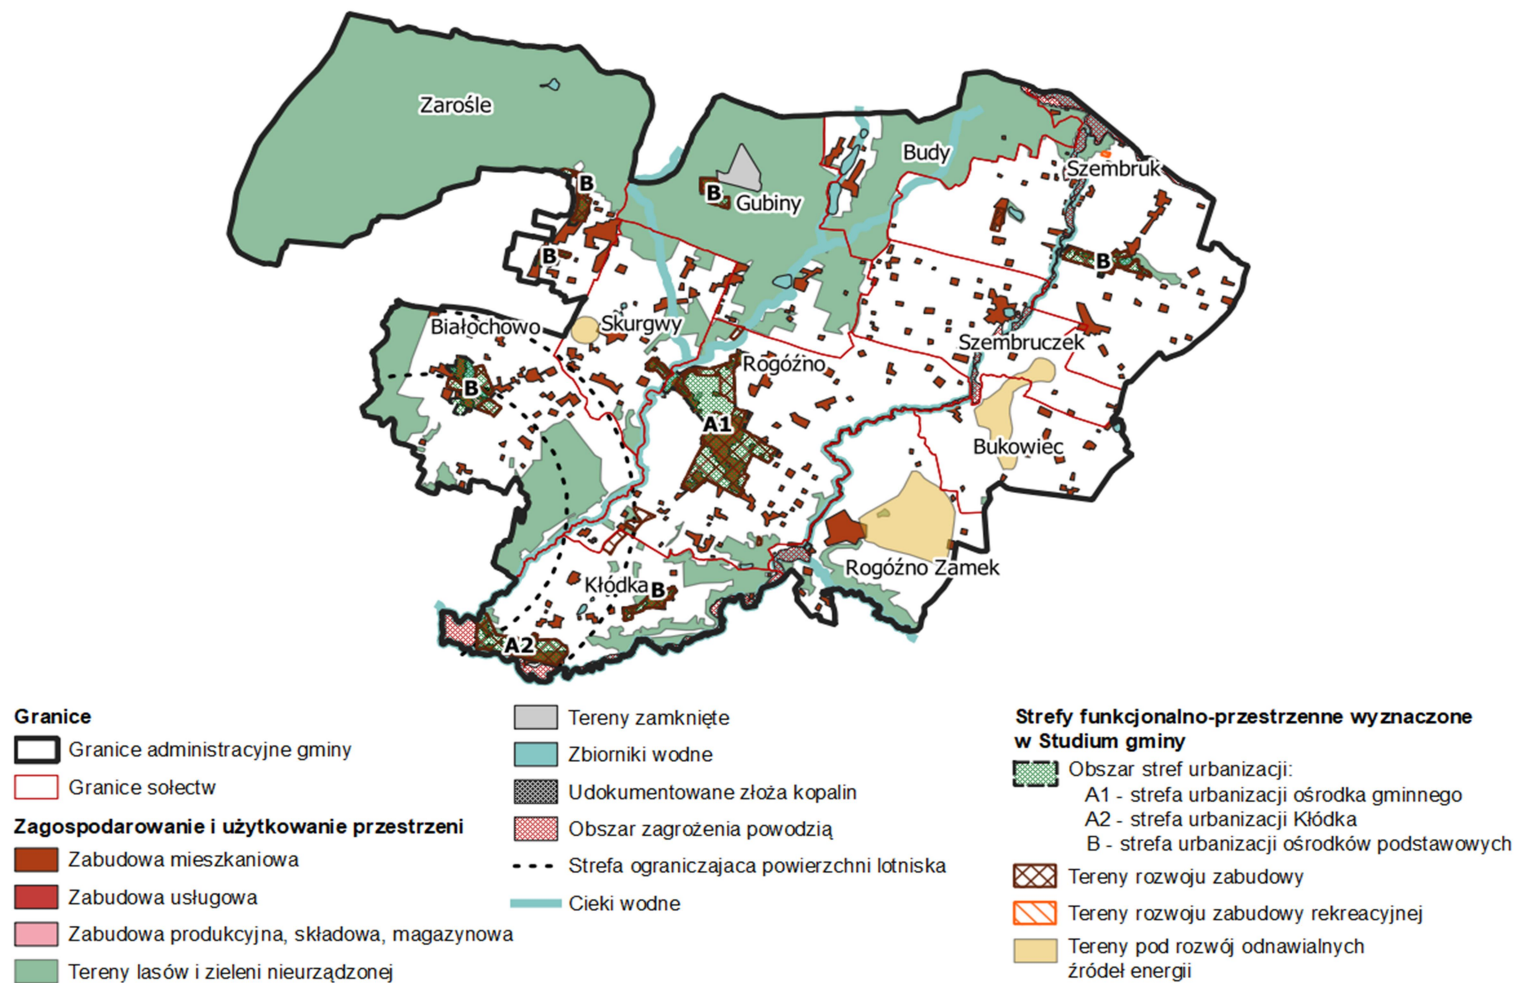 Zarośle
Budy
Szembruk
B
B
Gubiny
B
B
Białochowo
Skurgwy
Szembruczek
Rogóźno
B
A1
Bukowiec
Rogóźno Zamek
Kłódka
B
A2
Granice
Granice administracyjne gminy
Granice sołectw
Zagospodarowanie i użytkowanie przestrzeni
Zabudowa mieszkaniowa
Zabudowa usługowa
Zabudowa produkcyjna, składowa, magazynowa
Tereny lasów i zieleni nieurządzonej
Tereny zamknięte
Zbiorniki wodne
Udokumentowane złoża kopalin
Obszar zagrożenia powodzią
Strefa ograniczajaca powierzchni lotniska
Cieki wodne
Strefy funkcjonalno-przestrzenne wyznaczone
w Studium gminy
Obszar stref urbanizacji:
A1 - strefa urbanizacji ośrodka gminnego
A2 - strefa urbanizacji Kłódka
B - strefa urbanizacji ośrodków podstawowych
Tereny rozwoju zabudowy
Tereny rozwoju zabudowy rekreacyjnej
Tereny pod rozwój odnawialnych
źródeł energii